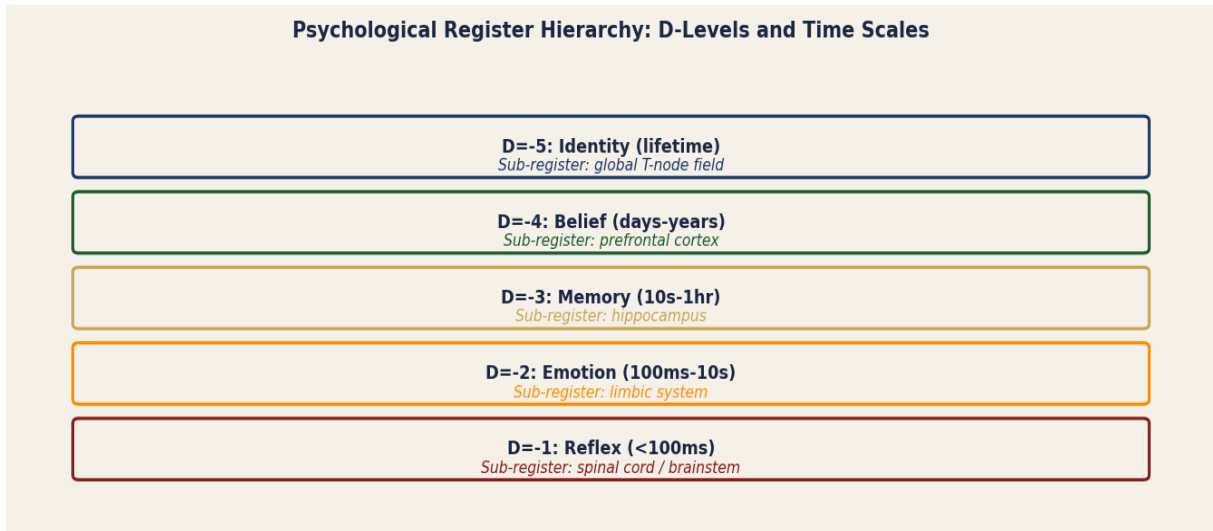 Psychological Register Hierarchy: D-Levels and Time Scales
D=-5: Identity (lifetime)
Sub-register: global T-node field
D=-4: Belief (days-years)
Sub-register: prefrontal cortex
D=-3: Memory (10s-1hr)
Sub-register: hippocampus
D=-2: Emotion (100ms-10s)
Sub-register: limbic system
D=-1: Reflex (<100ms)
Sub-register: spinal cord / brainstem